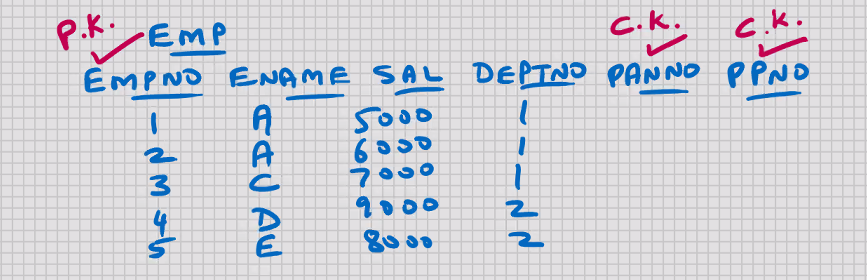 P.K. EMP C.K. C.K.
EMPNO ENAME SAL DEPTNO PANNO PPNO
1 A 5000 1
2 A 6000 1
3 C 7000 1
4 D 9000 2
5 E 8000 2